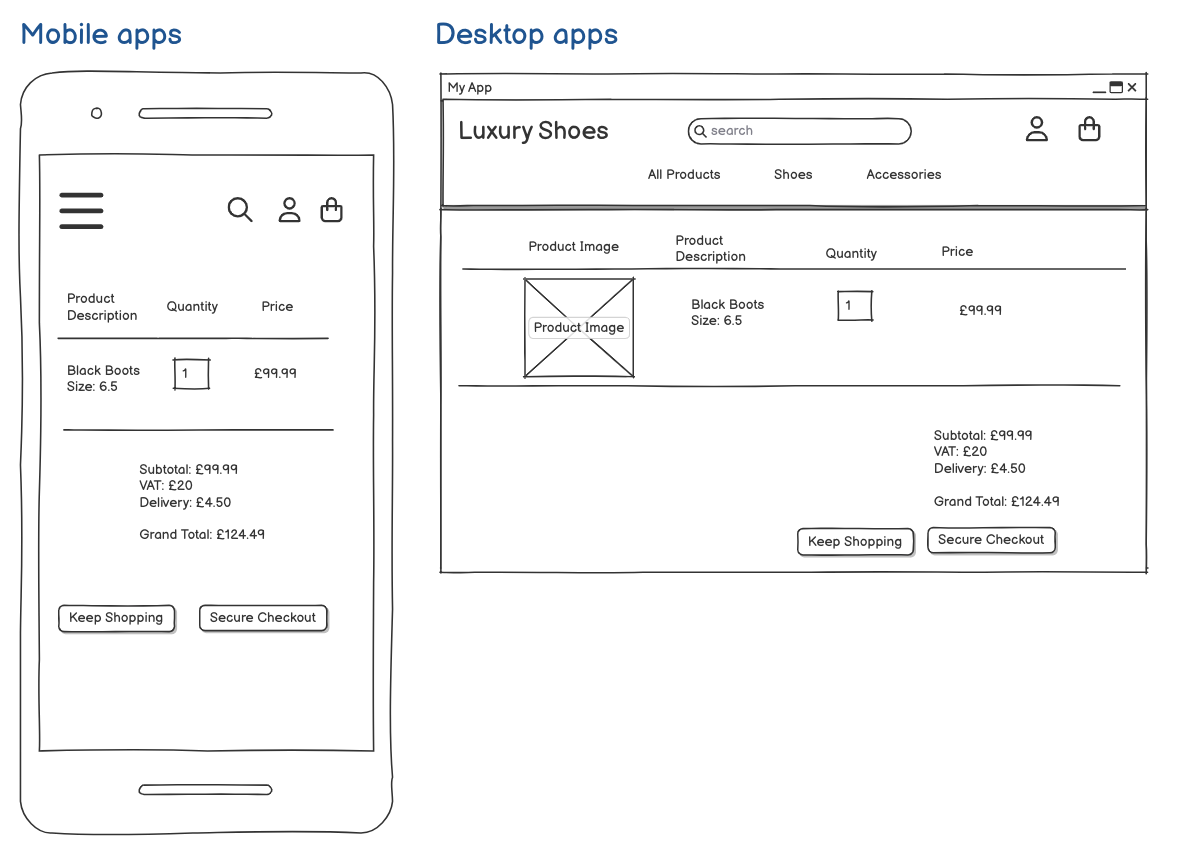 Mobile apps
Product
Description
Quantity
Price
Black Boots
Size: 6.5
1
£99.99
Subtotal: £99.99
VAT: £20
Delivery: £4.50
Grand Total: £124.49
Keep Shopping
Secure Checkout
Desktop apps
My App
Luxury Shoes
search
All Products
Shoes
Accessories
Product Image
Product
Description
Quantity
Price
Product Image
Black Boots
Size: 6.5
1
£99.99
Subtotal: £99.99
VAT: £20
Delivery: £4.50
Grand Total: £124.49
Keep Shopping
Secure Checkout